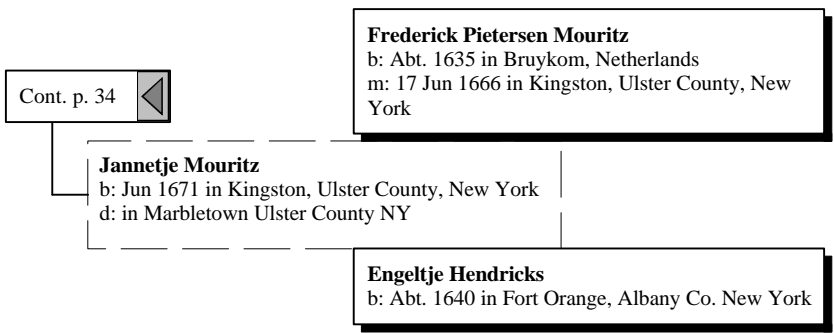 Frederick Pietersen Mouritz
b: Abt. 1635 in Bruykom, Netherlands
m: 17 Jun 1666 in Kingston, Ulster County, New
York
Cont. p. 34
Jannetje Mouritz
b: Jun 1671 in Kingston, Ulster County, New York
d: in Marbletown Ulster County NY
Engeltje Hendricks
b: Abt. 1640 in Fort Orange, Albany Co. New York